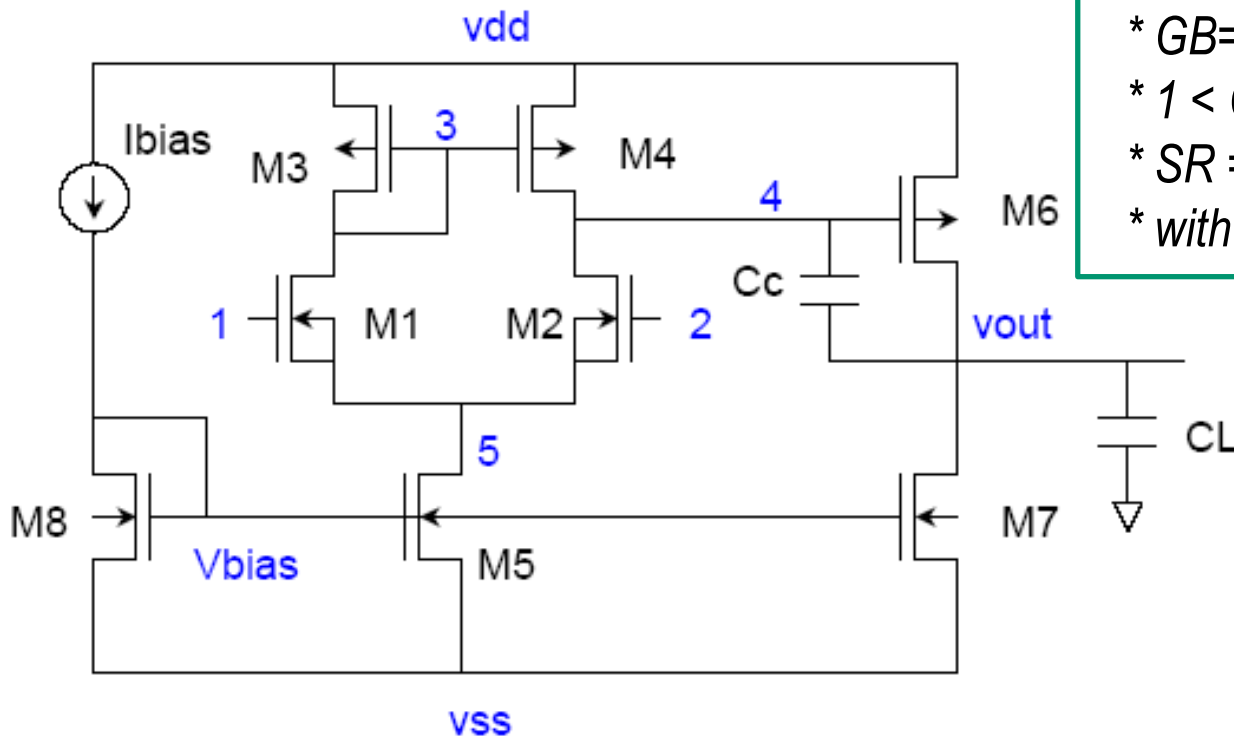 vdd
* GB=
* 1 <
* SR =
* with
Ibias
M3
3
M4
4
M6
Cc
1
M1
M2
2
vout
5
CL
M8
Vbias
M5
M7
vss